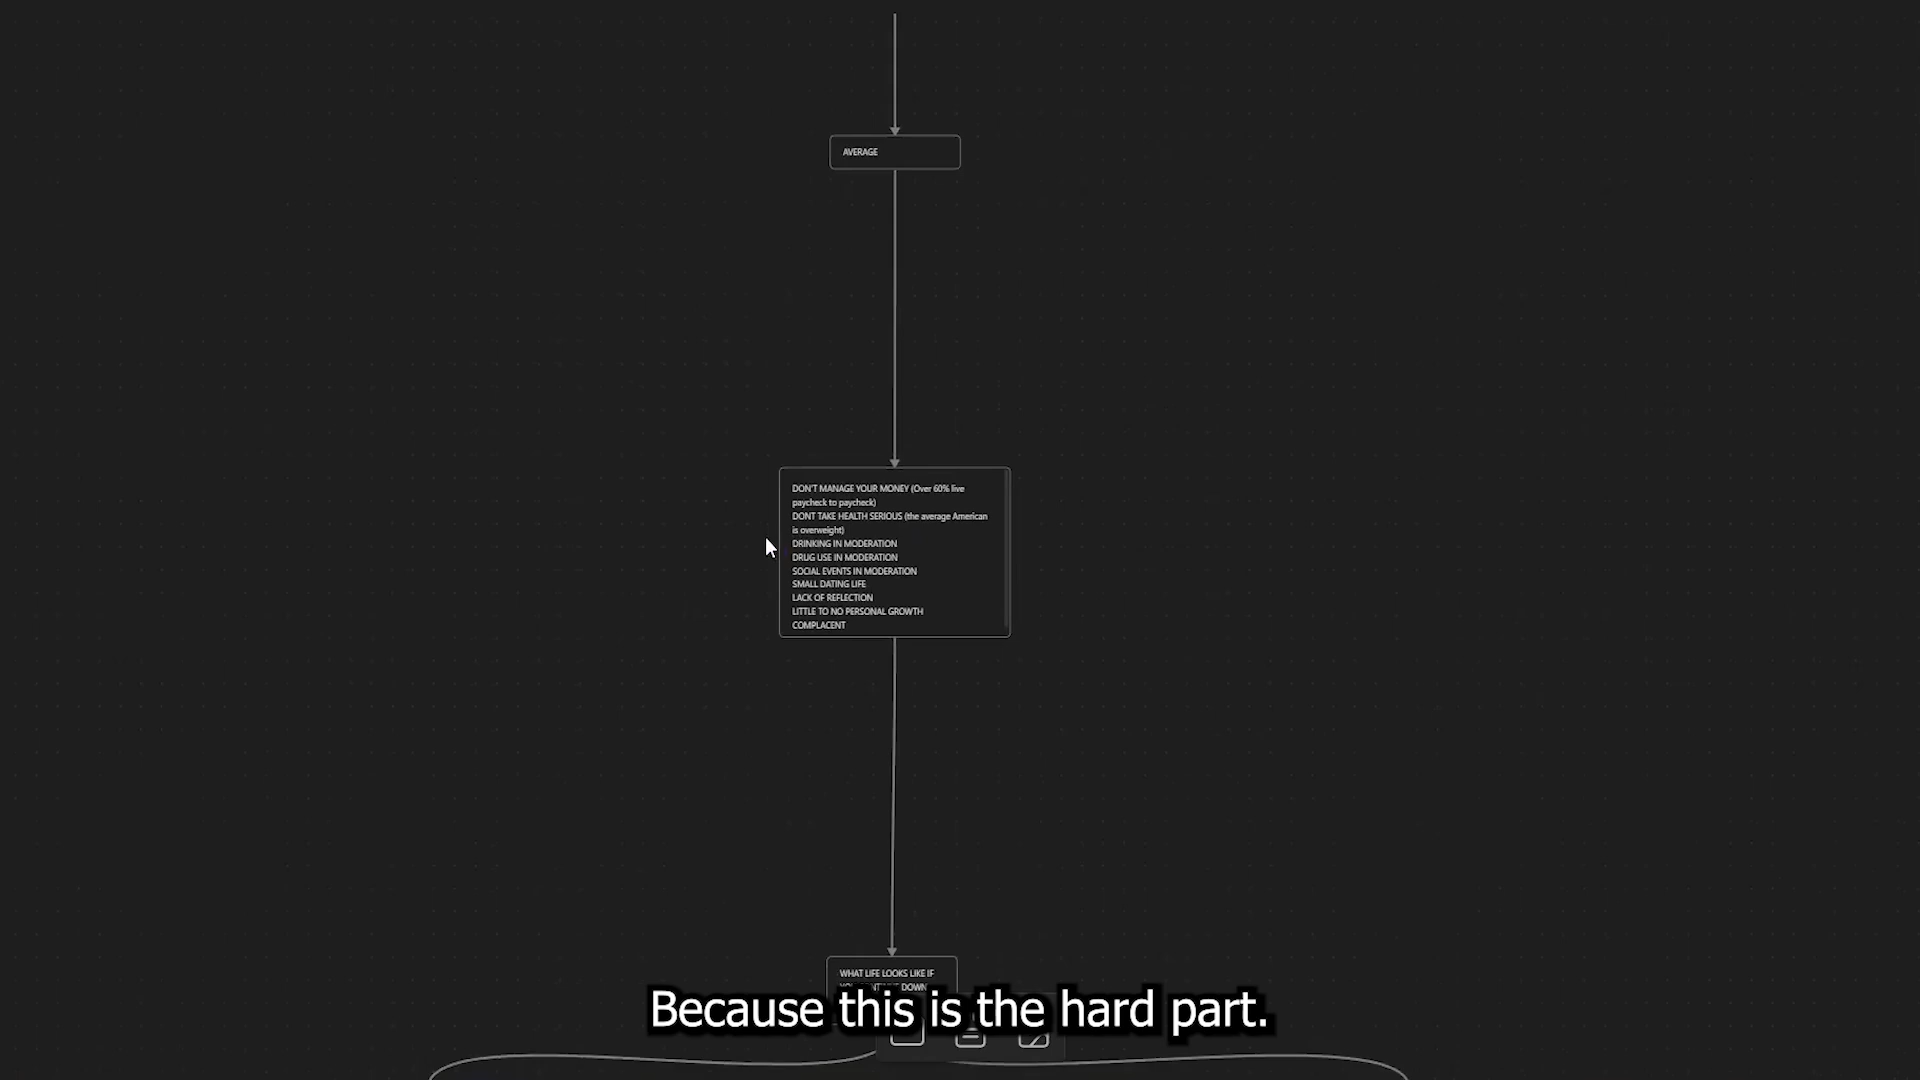 AVERAGE
DON'T MANAGE YOUR MONEY (Over 60% live
paycheck to paycheck)
DONT TAKE HEALTH SERIOUS (the average American
is overweight)
DRINKING IN MODERATION
DRUG USE IN MODERATION
SOCIAL EVENTS IN MODERATION
SMALL DATING LIFE
LACK OF REFLECTION
LITTLE TO NO PERSONAL GROWTH
COMPLACENT
WHAT LIFE LOOKS LIKE IF
DOWN
Because this is the hard part.